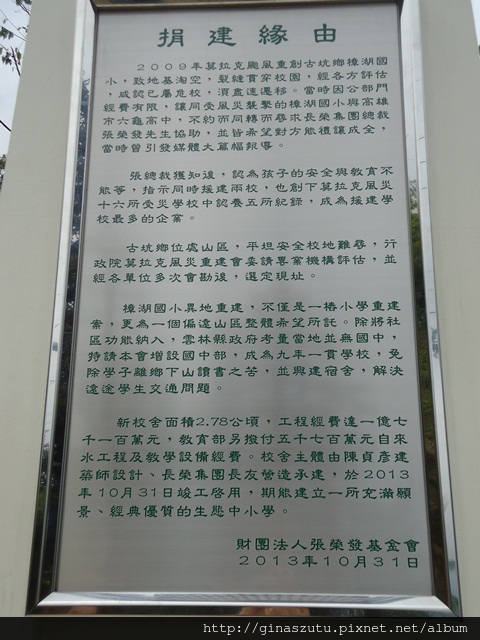 捐建緣由
2009年莫拉克颱風重創古坑鄉樟湖國
小，致地基淘空，裂縫貫穿校園，經各方評估
，咸認已屬危校，須盡速遷移。當時因公部門
經費有限，讓同受風災襲擊的樟湖國小與高雄
市六龜高中，不約而同轉而尋求長榮集團總裁
張榮發先生協助，並皆希望對方能禮讓成全，
當時曾引發媒體大篇幅報導。
張總裁獲知後，認為孩子的安全與教育不
能等，指示同時援建兩校，也創下莫拉克風災
十六所受災學校中認養五所紀錄，成為援建學
校最多的企業。
古坑鄉位處山區，平坦安全校地難尋，行
政院莫拉克風災重建會委請專業機構評估，並
經各單位多次會勘後，選定現址。
樟湖國小異地重建，不僅是一樁小學重建
案，更為一個偏遠山區整體希望所託。除將社
區功能納入，雲林縣政府考量當地並無國中，
特請本會增設國中部，成為九年一貫學校，免
除學子離鄉下山讀書之苦，並興建宿舍，解決
遠途學生交通問題。
新校舍面積2.78公頃，工程經費達一億七
千一百萬元，教育部另撥付五千七百萬元自來
水工程及教學設備經費。校舍主體由陳貞彥建
築師設計、長榮集團長友營造承建，於2013
年10月31日竣工啓用，期能建立一所充滿願
景、經典優質的生態中小學。
財團法人張榮發基金會
2013年10月31日
http://ginaszutu.pixnet.net/album